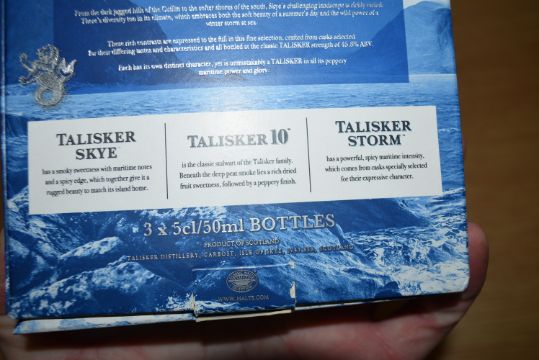 From the dark jagged hills of the Cuillin to the softer shores of the south, Skye's challenging landscape is richly varied.
There's diversity too in its climate, which embraces both the soft beauty of a summer's day and the wild power of a
winter storm at sea.
These rich contrasts are expressed to the full in this fine selection, crafted from casks selected
for their differing notes and characteristics and all bottled at the classic TALISKER strength of 45.8% ABV.
Each has its own distinct character, yet is unmistakably a TALISKER in all its peppery
maritime power and glory.
TALISKER
SKYE
has a smoky sweetness with maritime notes
and a spicy edge, which together give it a
rugged beauty to match its island home.
TALISKER 10™
is the classic stalwart of the Talisker family.
Beneath the deep peat smoke lies a rich dried
fruit sweetness, followed by a peppery finish.
TALISKER
STORM™
has a powerful, spicy maritime intensity,
which comes from casks specially selected
for their expressive character.
3 x 5cl/50ml BOTTLES
PRODUCT OF SCOTLAND
TALISKER DISTILLERY, CARBOST, ISLE OF SKYE, SCOTLAND
WWW.MALTS.COM